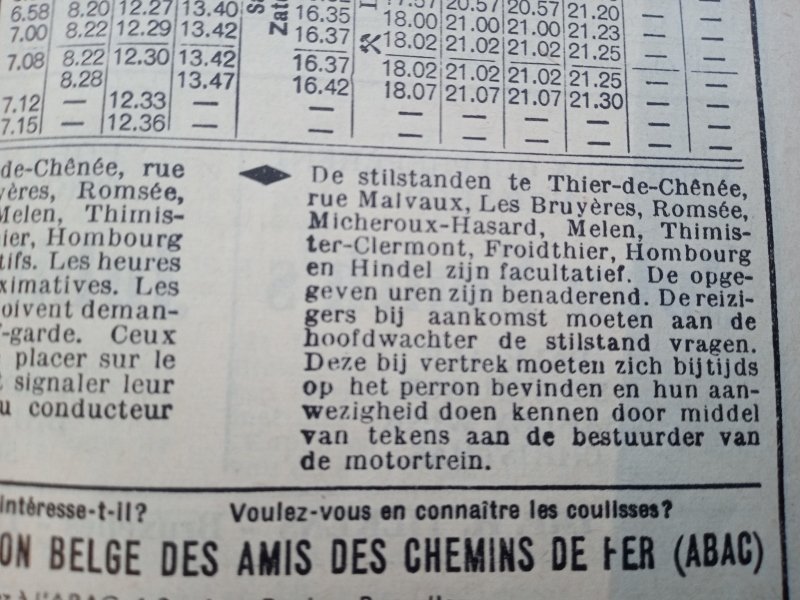 6.58 8.20 12.27 13.40
7.00 8.22 12.29 13.42
7.08 8.22 12.30 13.42
8.28 13.47
7.12 — 12.33 —
7.15 — 12.36 —
16.35 20.57 20.57 21.20 — —
16.37 18.00 21.00 21.00 21.23 — —
18.02 21.02 21.02 21.25 — —
16.37 18.02 21.02 21.02 21.25 — —
16.42 18.07 21.07 21.07 21.30 — —
— — — — — — —
— — — — — — —
de-Chênée, rue
yères, Romsée,
Melen, Thimis-
ier, Hombourg
tifs. Les heures
ximatives. Les
oivent deman-
f-garde. Ceux
placer sur le
signaler leur
u conducteur
De stilstanden te Thier-de-Chênée,
rue Malvaux, Les Bruyères, Romsée,
Micheroux-Hasard, Melen, Thimis-
ter-Clermont, Froidthier, Hombourg
en Hindel zijn facultatief. De opge-
geven uren zijn benaderend. De reizi-
gers bij aankomst moeten aan de
hoofdwachter de stilstand vragen.
Deze bij vertrek moeten zich bijtijds
op het perron bevinden en hun aan-
wezigheid doen kennen door middel
van tekens aan de bestuurder van
de motortrein.
intéresse-t-il? Voulez-vous en connaître les coulisses?
ON BELGE DES AMIS DES CHEMINS DE FER (ABAC)